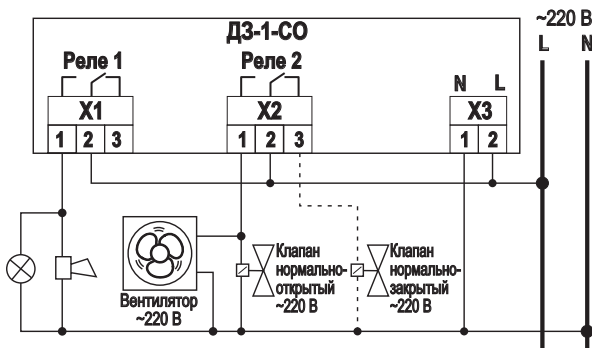 ДЗ-1-СО
~220 В
L N
Реле 1
Реле 2
N L
X1
X2
X3
1 2 3
1 2 3
1 2
Вентилятор
~220 В
Клапан
нормально-
открытый
~220 В
Клапан
нормально-
закрытый
~220 В